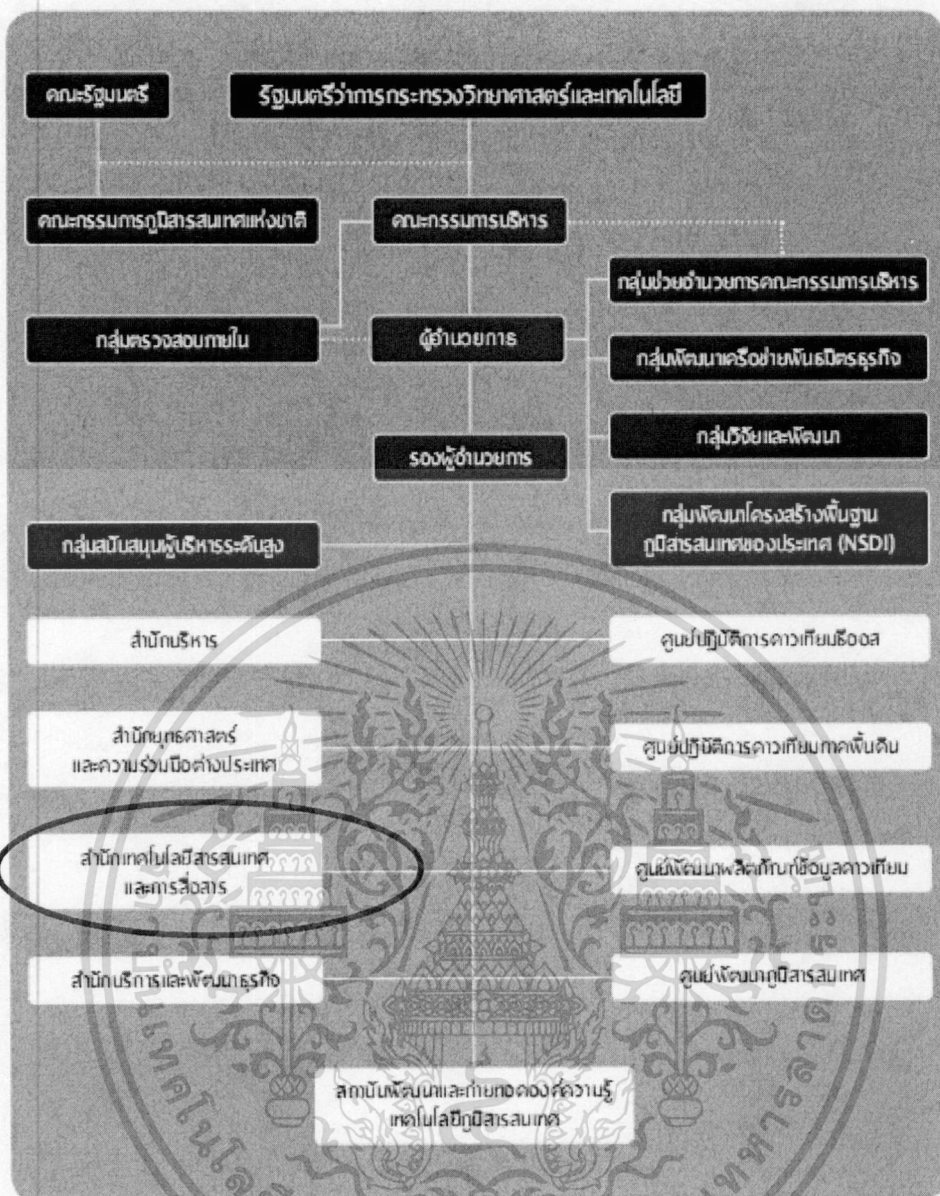 คณะรัฐมนตรี
รัฐมนตรีว่าการกระทรวงวิทยาศาสตร์และเทคโนโลยี
คณะกรรมการภูมิสารสนเทศแห่งชาติ
คณะกรรมการบริหาร
กลุ่มช่วยอำนวยการคณะกรรมการบริหาร
กลุ่มตรวจสอบภายใน
ผู้อำนวยการ
กลุ่มพัฒนาเครือข่ายพันธมิตรธุรกิจ
กลุ่มวิจัยและพัฒนา
รองผู้อำนวยการ
กลุ่มพัฒนาโครงสร้างพื้นฐาน
ภูมิสารสนเทศของประเทศ (NSDI)
กลุ่มสนับสนุนผู้บริหารระดับสูง
สำนักบริหาร
ศูนย์ปฏิบัติการดาวเทียมธีออส
สำนักยุทธศาสตร์
และความร่วมมือต่างประเทศ
ศูนย์ปฏิบัติการดาวเทียมภาคพื้นดิน
สำนักเทคโนโลยีสารสนเทศ
และการสื่อสาร
ศูนย์พัฒนาผลิตภัณฑ์ข้อมูลดาวเทียม
สำนักบริการและพัฒนาธุรกิจ
ศูนย์พัฒนาภูมิสารสนเทศ
สถาบันพัฒนาและถ่ายทอดองค์ความรู้
เทคโนโลยีภูมิสารสนเทศ